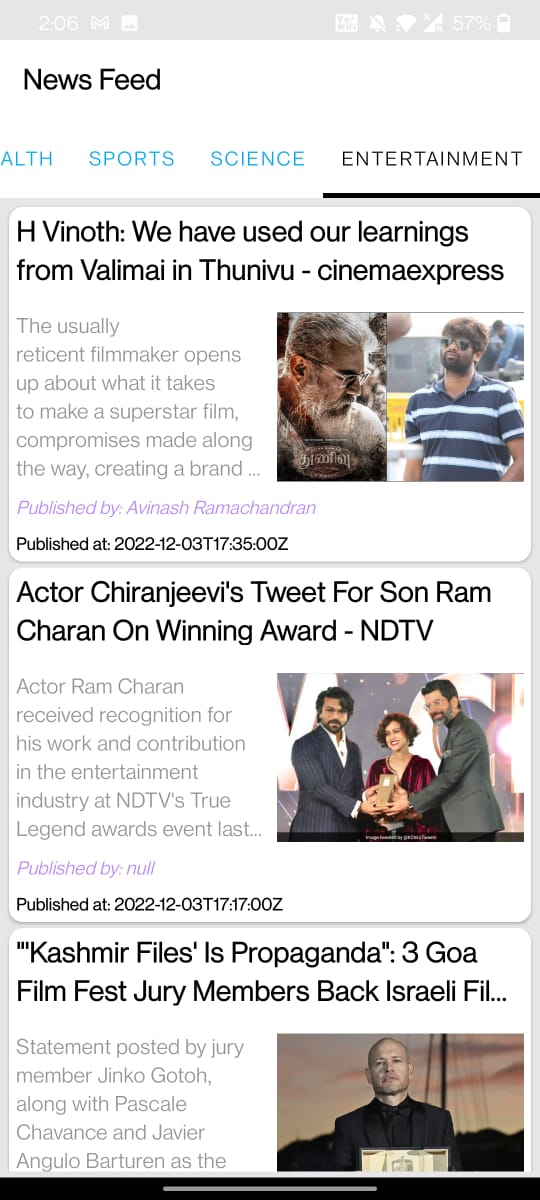 2:06
Vo WiFi
57%
News Feed
ALTH SPORTS SCIENCE ENTERTAINMENT
H Vinoth: We have used our learnings
from Valimai in Thunivu - cinemaexpress
The usually
reticent filmmaker opens
up about what it takes
to make a superstar film,
compromises made along
the way, creating a brand ...
துணிவு
Published by: Avinash Ramachandran
Published at: 2022-12-03T17:35:00Z
Actor Chiranjeevi's Tweet For Son Ram
Charan On Winning Award - NDTV
Actor Ram Charan
received recognition for
his work and contribution
in the entertainment
industry at NDTV's True
Legend awards event last...
Image tweeted by @KChiruTweets
Published by: null
Published at: 2022-12-03T17:17:00Z
"'Kashmir Files' Is Propaganda": 3 Goa
Film Fest Jury Members Back Israeli Fil...
Statement posted by jury
member Jinko Gotoh,
along with Pascale
Chavance and Javier
Angulo Barturen as the